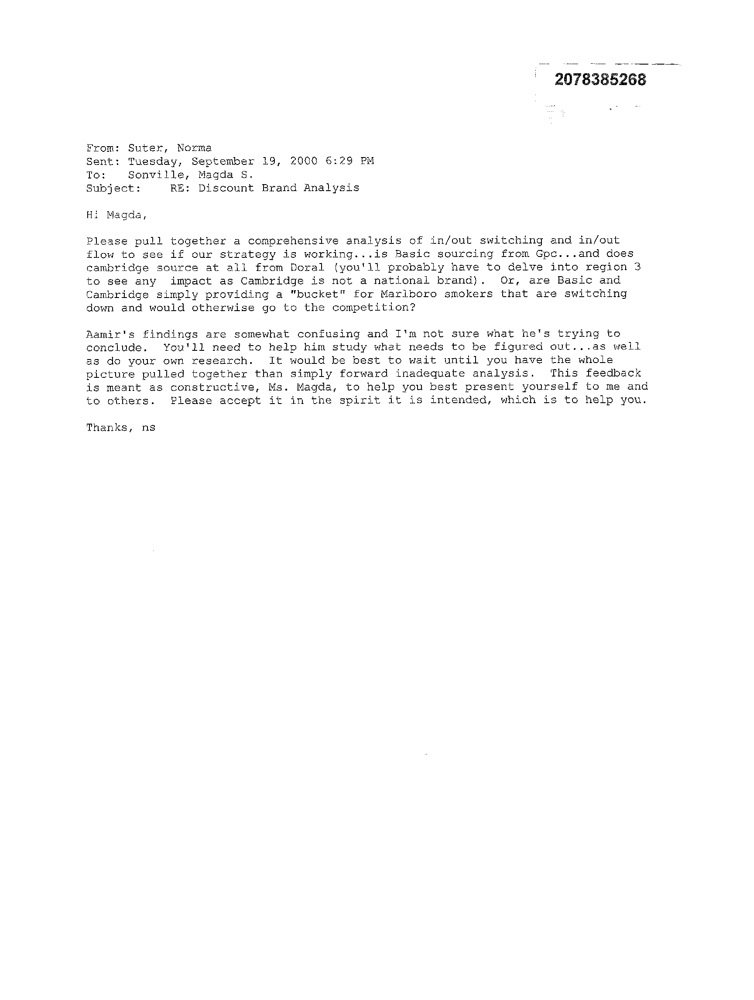 2078385268
From: Suter, Norma
Sent: Tuesday, September 19, 2000 6:29 PM
To: Sonville, Magda S.
Subject: RE: Discount Brand Analysis
Hi Magda,
Please pull together a comprehensive analysis of in/out switching and in/out
flow to see if our strategy is working...is Basic sourcing from Gpc...and does
cambridge source at all from Doral (you'll probably have to delve into region 3
to see any impact as Cambridge is not a national brand). Or, are Basic and
Cambridge simply providing a "bucket" for Marlboro smokers that are switching
down and would otherwise go to the competition?
Aamir's findings are somewhat confusing and I'm not sure what he's trying to
conclude. You'll need to help him study what needs to be figured out...as well
as do your own research. It would be best to wait until you have the whole
picture pulled together than simply forward inadequate analysis. This feedback
is meant as constructive, Ms. Magda, to help you best present yourself to me and
to others. Please accept it in the spirit it is intended, which is to help you.
Thanks, ns